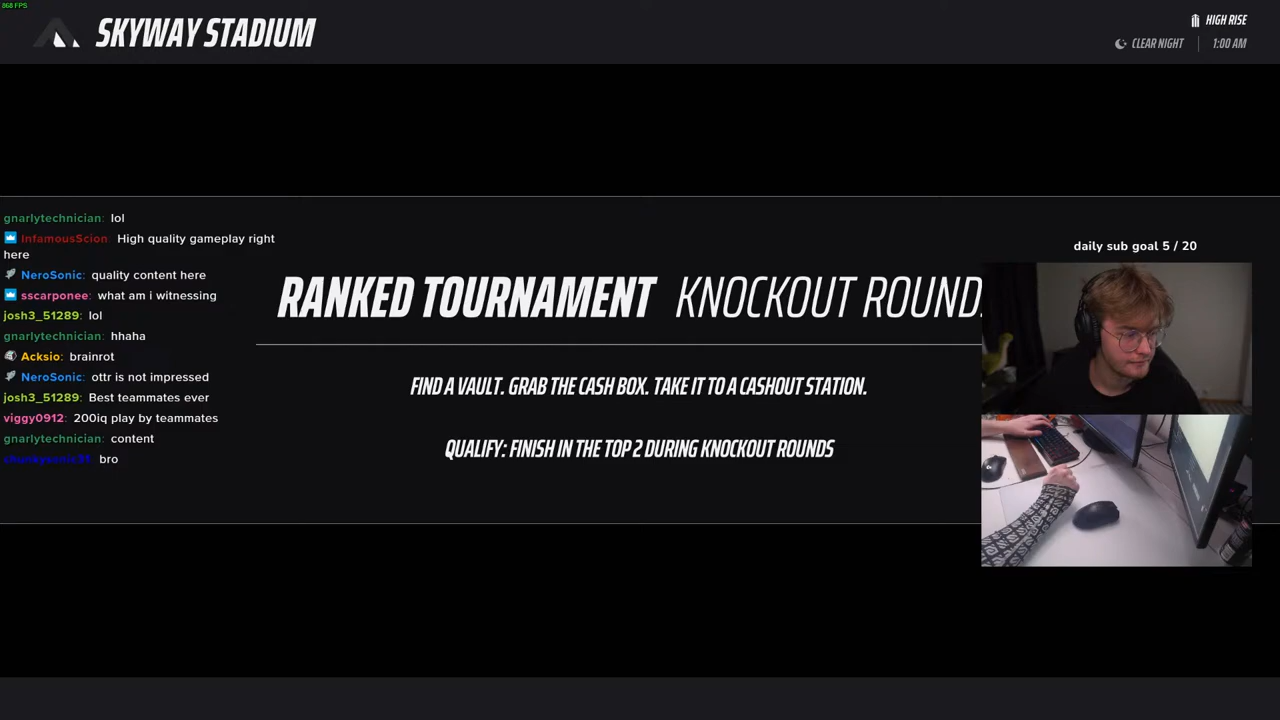 868 FPS
SKYWAY STADIUM
HIGH RISE
CLEAR NIGHT
1:00 AM
gnarlytechnician: lol
InfamousScion: High quality gameplay right
here
NeroSonic: quality content here
sscarponee: what am i witnessing
josh3_51289: lol
gnarlytechnician: hhaha
Acksio: brainrot
NeroSonic: ottr is not impressed
josh3_51289: Best teammates ever
viggy0912: 200iq play by teammates
gnarlytechnician: content
bro
daily sub goal 5 / 20
RANKED TOURNAMENT KNOCKOUT ROUND
FIND A VAULT. GRAB THE CASH BOX. TAKE IT TO A CASHOUT STATION.
QUALIFY: FINISH IN THE TOP 2 DURING KNOCKOUT ROUNDS